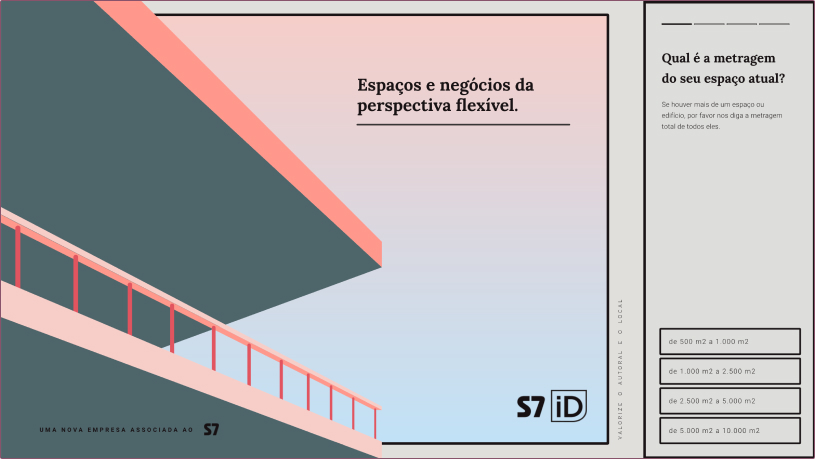 Espaços e negócios da
perspectiva flexível.
S7 iD
UMA NOVA EMPRESA ASSOCIADA AO S7
VALORIZE O AUTORAL E O LOCAL
Qual é a metragem
do seu espaço atual?
Se houver mais de um espaço ou
edifício, por favor nos diga a metragem
total de todos eles.
de 500 m2 a 1.000 m2
de 1.000 m2 a 2.500 m2
de 2.500 m2 a 5.000 m2
de 5.000 m2 a 10.000 m2